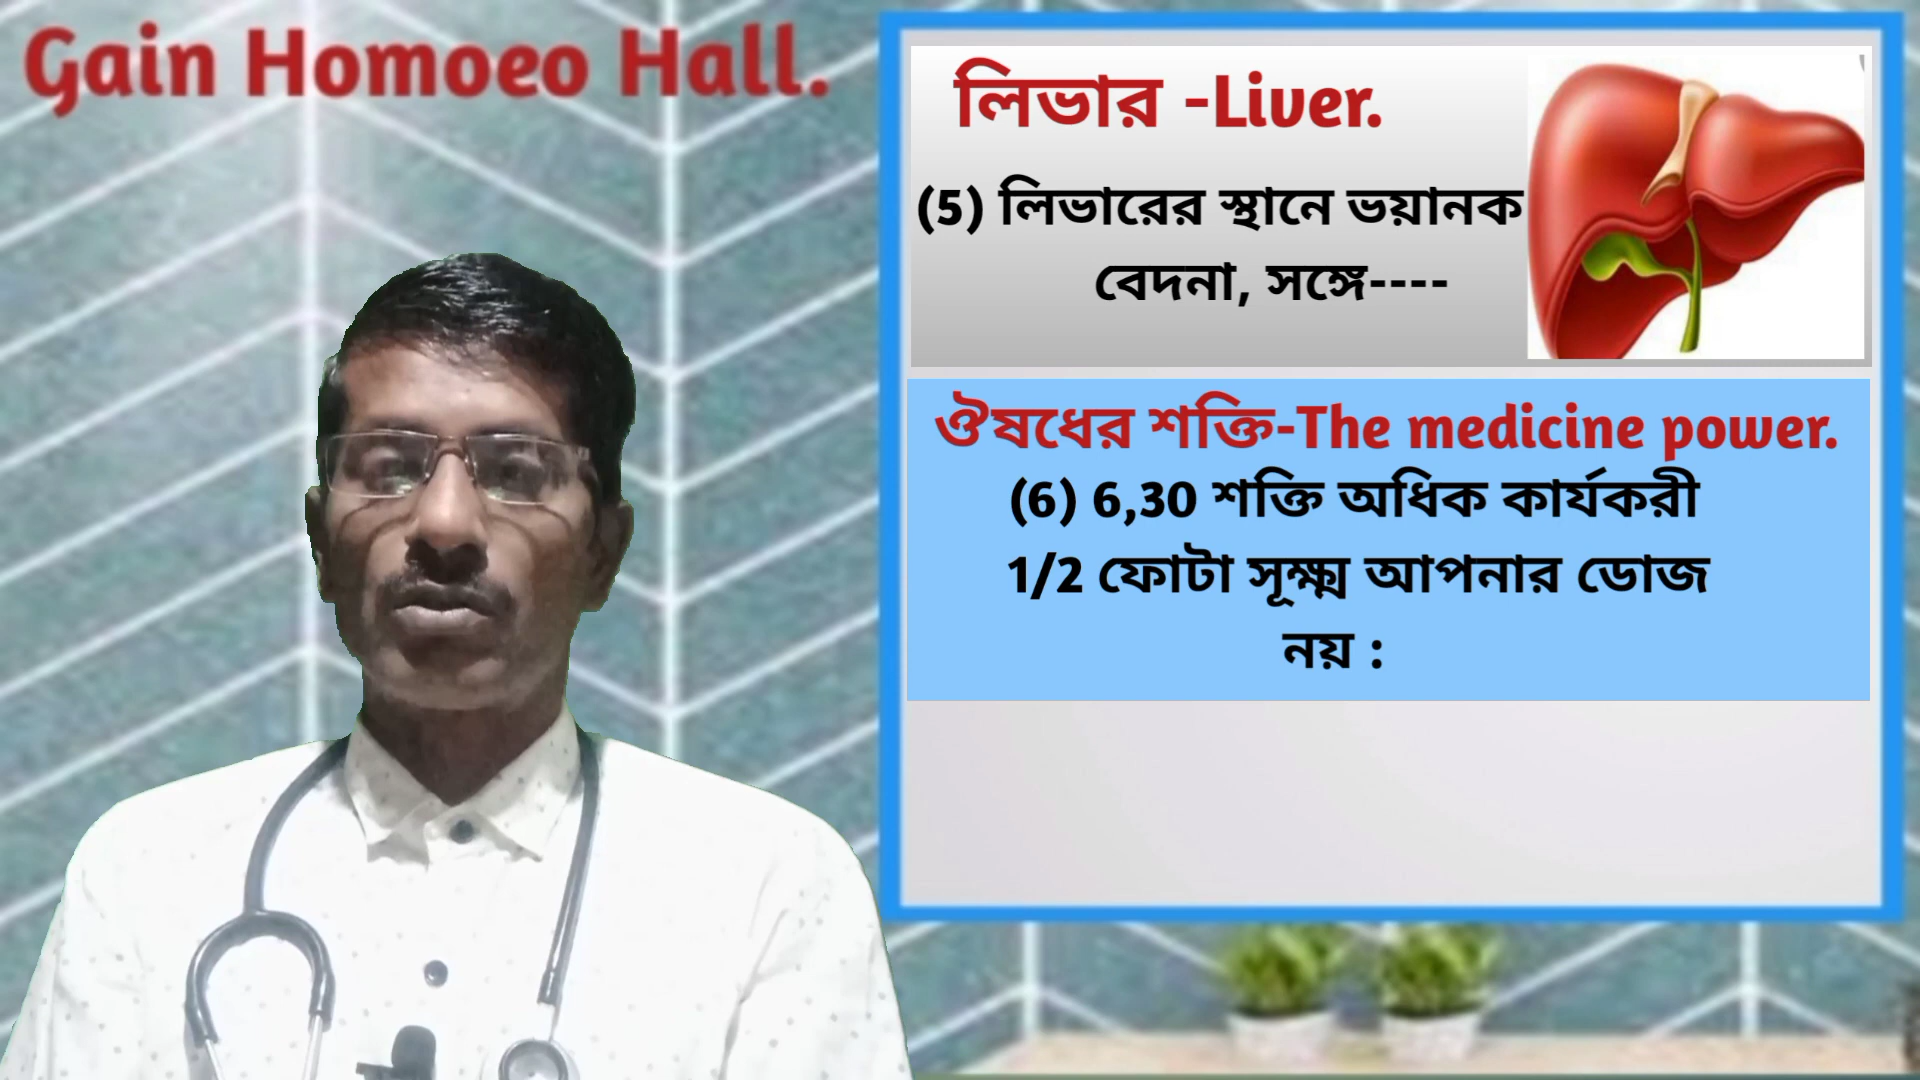 Gain Homoeo Hall.
লিভার -Liver.
(5) লিভারের স্থানে ভয়ানক
বেদনা, সঙ্গে----
ঔষধের শক্তি-The medicine power.
(6) 6,30 শক্তি অধিক কার্যকরী
1/2 ফোটা সূক্ষ্ম আপনার ডোজ
নয় :